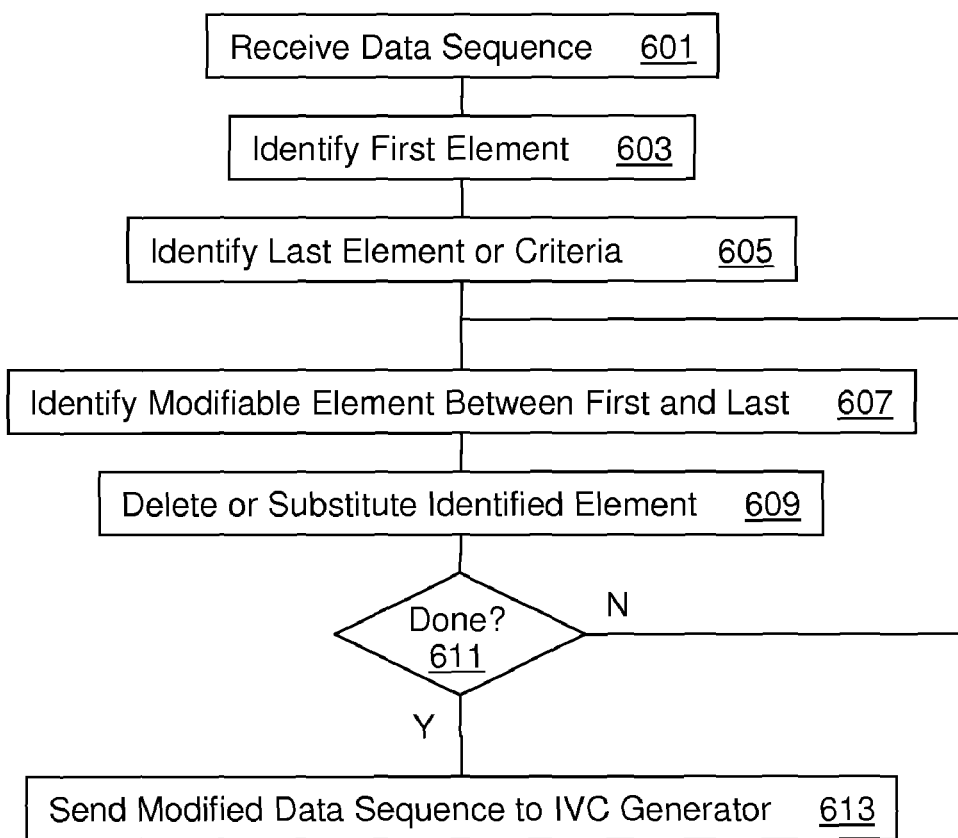 Receive Data Sequence 601
Identify First Element 603
Identify Last Element or Criteria 605
Identify Modifiable Element Between First and Last 607
Delete or Substitute Identified Element 609
Done?
611
N
Y
Send Modified Data Sequence to IVC Generator 613